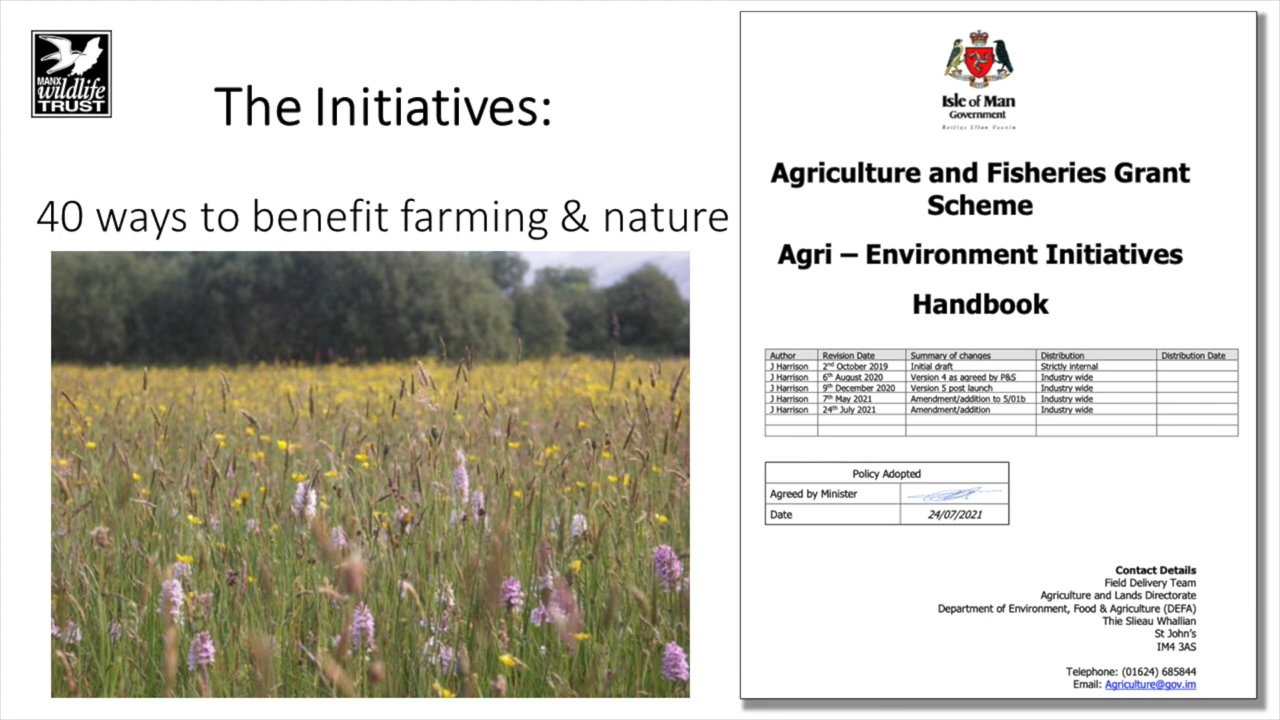 MANX
wildlife
TRUST
The Initiatives:
40 ways to benefit farming & nature
Isle of Man
Government
Reiltys Ellan Vannin
Agriculture and Fisheries Grant
Scheme
Agri – Environment Initiatives
Handbook
Author Revision Date Summary of changes Distribution Distribution Date
J Harrison 2nd October 2019 Initial draft Strictly internal
J Harrison 6th August 2020 Version 4 as agreed by P&S Industry wide
J Harrison 9th December 2020 Version 5 post launch Industry wide
J Harrison 7th May 2021 Amendment/addition to 5/01b Industry wide
J Harrison 24th July 2021 Amendment/addition Industry wide
Policy Adopted
Agreed by Minister
Date 24/07/2021
Contact Details
Field Delivery Team
Agriculture and Lands Directorate
Department of Environment, Food & Agriculture (DEFA)
Thie Slieau Whallian
St John's
IM4 3AS
Telephone: (01624) 685844
Email: Agriculture@gov.im